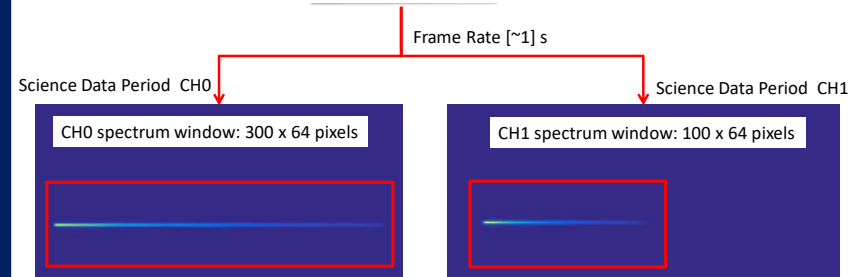 Frame Rate [~1] s
Science Data Period CH0
Science Data Period CH1
CH0 spectrum window: 300 x 64 pixels
CH1 spectrum window: 100 x 64 pixels